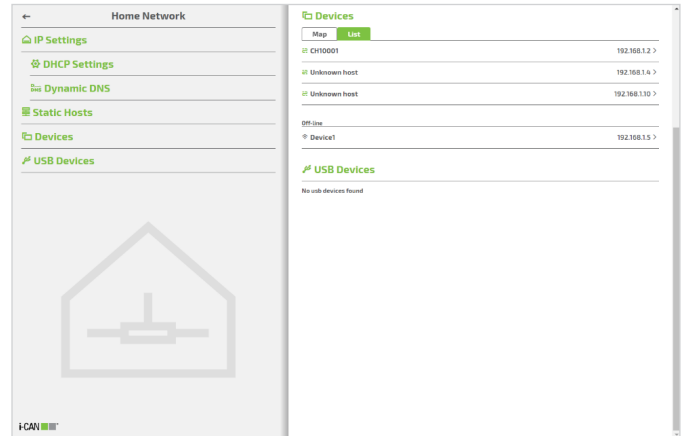 ← Home Network
IP Settings
DHCP Settings
Dynamic DNS
Static Hosts
Devices
USB Devices
i-CAN
Devices
Map List
CH10001 192.168.1.2 >
Unknown host 192.168.1.4 >
Unknown host 192.168.1.10 >
Off-line
Device1 192.168.1.5 >
USB Devices
No usb devices found